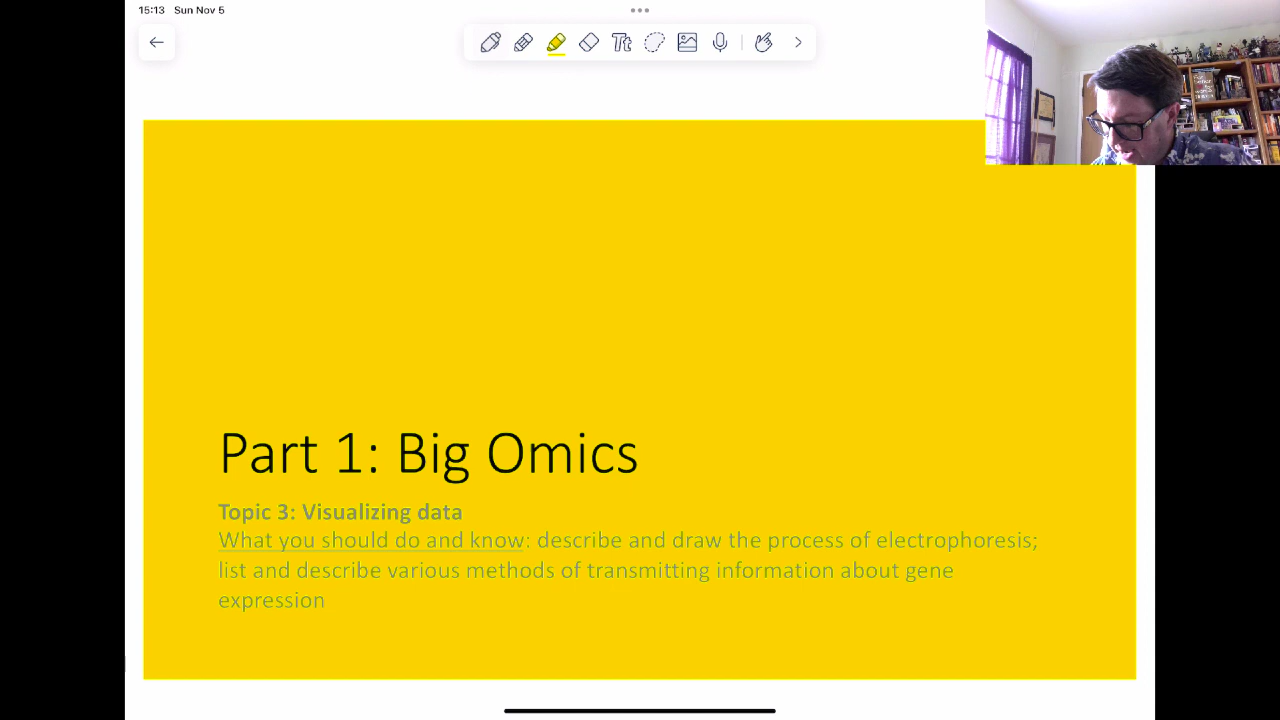 15:13 Sun Nov 5
Tt
Part 1: Big Omics
Topic 3: Visualizing data
What you should do and know: describe and draw the process of electrophoresis;
list and describe various methods of transmitting information about gene
expression